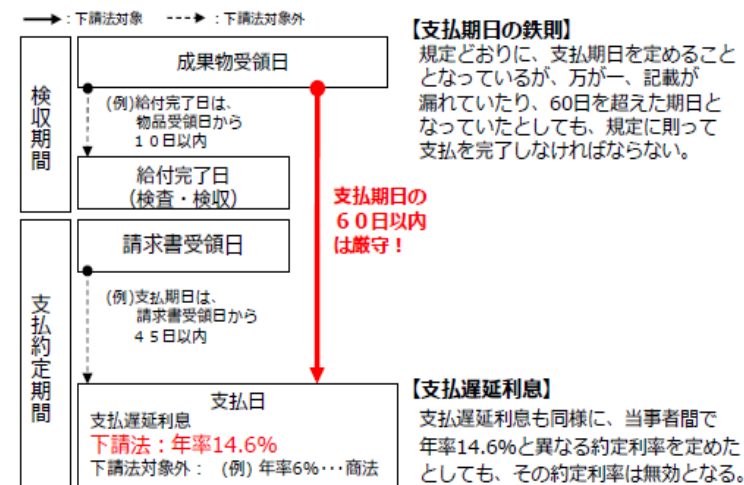 →：下請法対象　---▶：下請法対象外
検収期間
成果物受領日
(例)給付完了日は、
物品受領日から
１０日以内
給付完了日
（検査・検収）
支払期日の
６０日以内
は厳守！
支払約定期間
請求書受領日
(例)支払期日は、
請求書受領日から
４５日以内
支払日
支払遅延利息
下請法：年率14.6%
下請法対象外： (例) 年率6%･･･商法
【支払期日の鉄則】
規定どおりに、支払期日を定めること
となっているが、万が一、記載が
漏れていたり、60日を超えた期日と
なっていたとしても、規定に則って
支払を完了しなければならない。
【支払遅延利息】
支払遅延利息も同様に、当事者間で
年率14.6%と異なる約定利率を定めた
としても、その約定利率は無効となる。